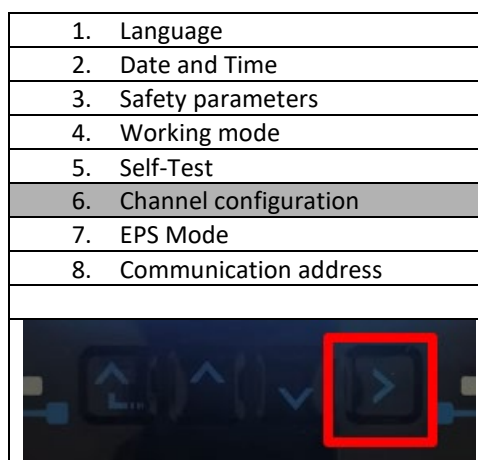 1. Language
2. Date and Time
3. Safety parameters
4. Working mode
5. Self-Test
6. Channel configuration
7. EPS Mode
8. Communication address